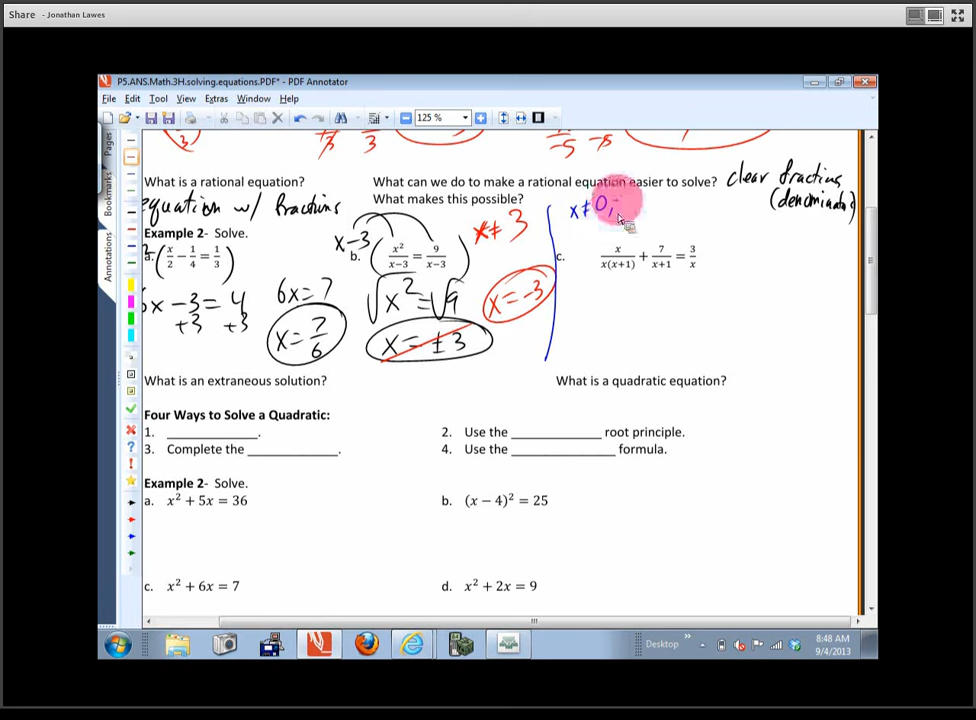 Share - Jonathan Lawes
P5.ANS.Math.3H.solving.equations.PDF* - PDF Annotator
File Edit Tool View Extras Window Help
125 %
Pages
Bookmarks
Annotations
What is a rational equation?
equation w/ fractions
What can we do to make a rational equation easier to solve?
What makes this possible?
clear fractions
(denominator)
Example 2- Solve.
a. (x/2 − 1/4 = 1/3)
6x − 3 = 4
+3 +3
6x = 7
x = 7/6
x−3
b. (x²/(x−3) = 9/(x−3))
x ≠ 3
√x² = √9
x = ±3
x = −3
x ≠ 0, -
c. x/(x(x+1)) + 7/(x+1) = 3/x
What is an extraneous solution?
What is a quadratic equation?
Four Ways to Solve a Quadratic:
1. ____________.
2. Use the ____________ root principle.
3. Complete the ____________.
4. Use the ______________ formula.
Example 2- Solve.
a. x² + 5x = 36
b. (x − 4)² = 25
c. x² + 6x = 7
d. x² + 2x = 9
Desktop
8:48 AM
9/4/2013